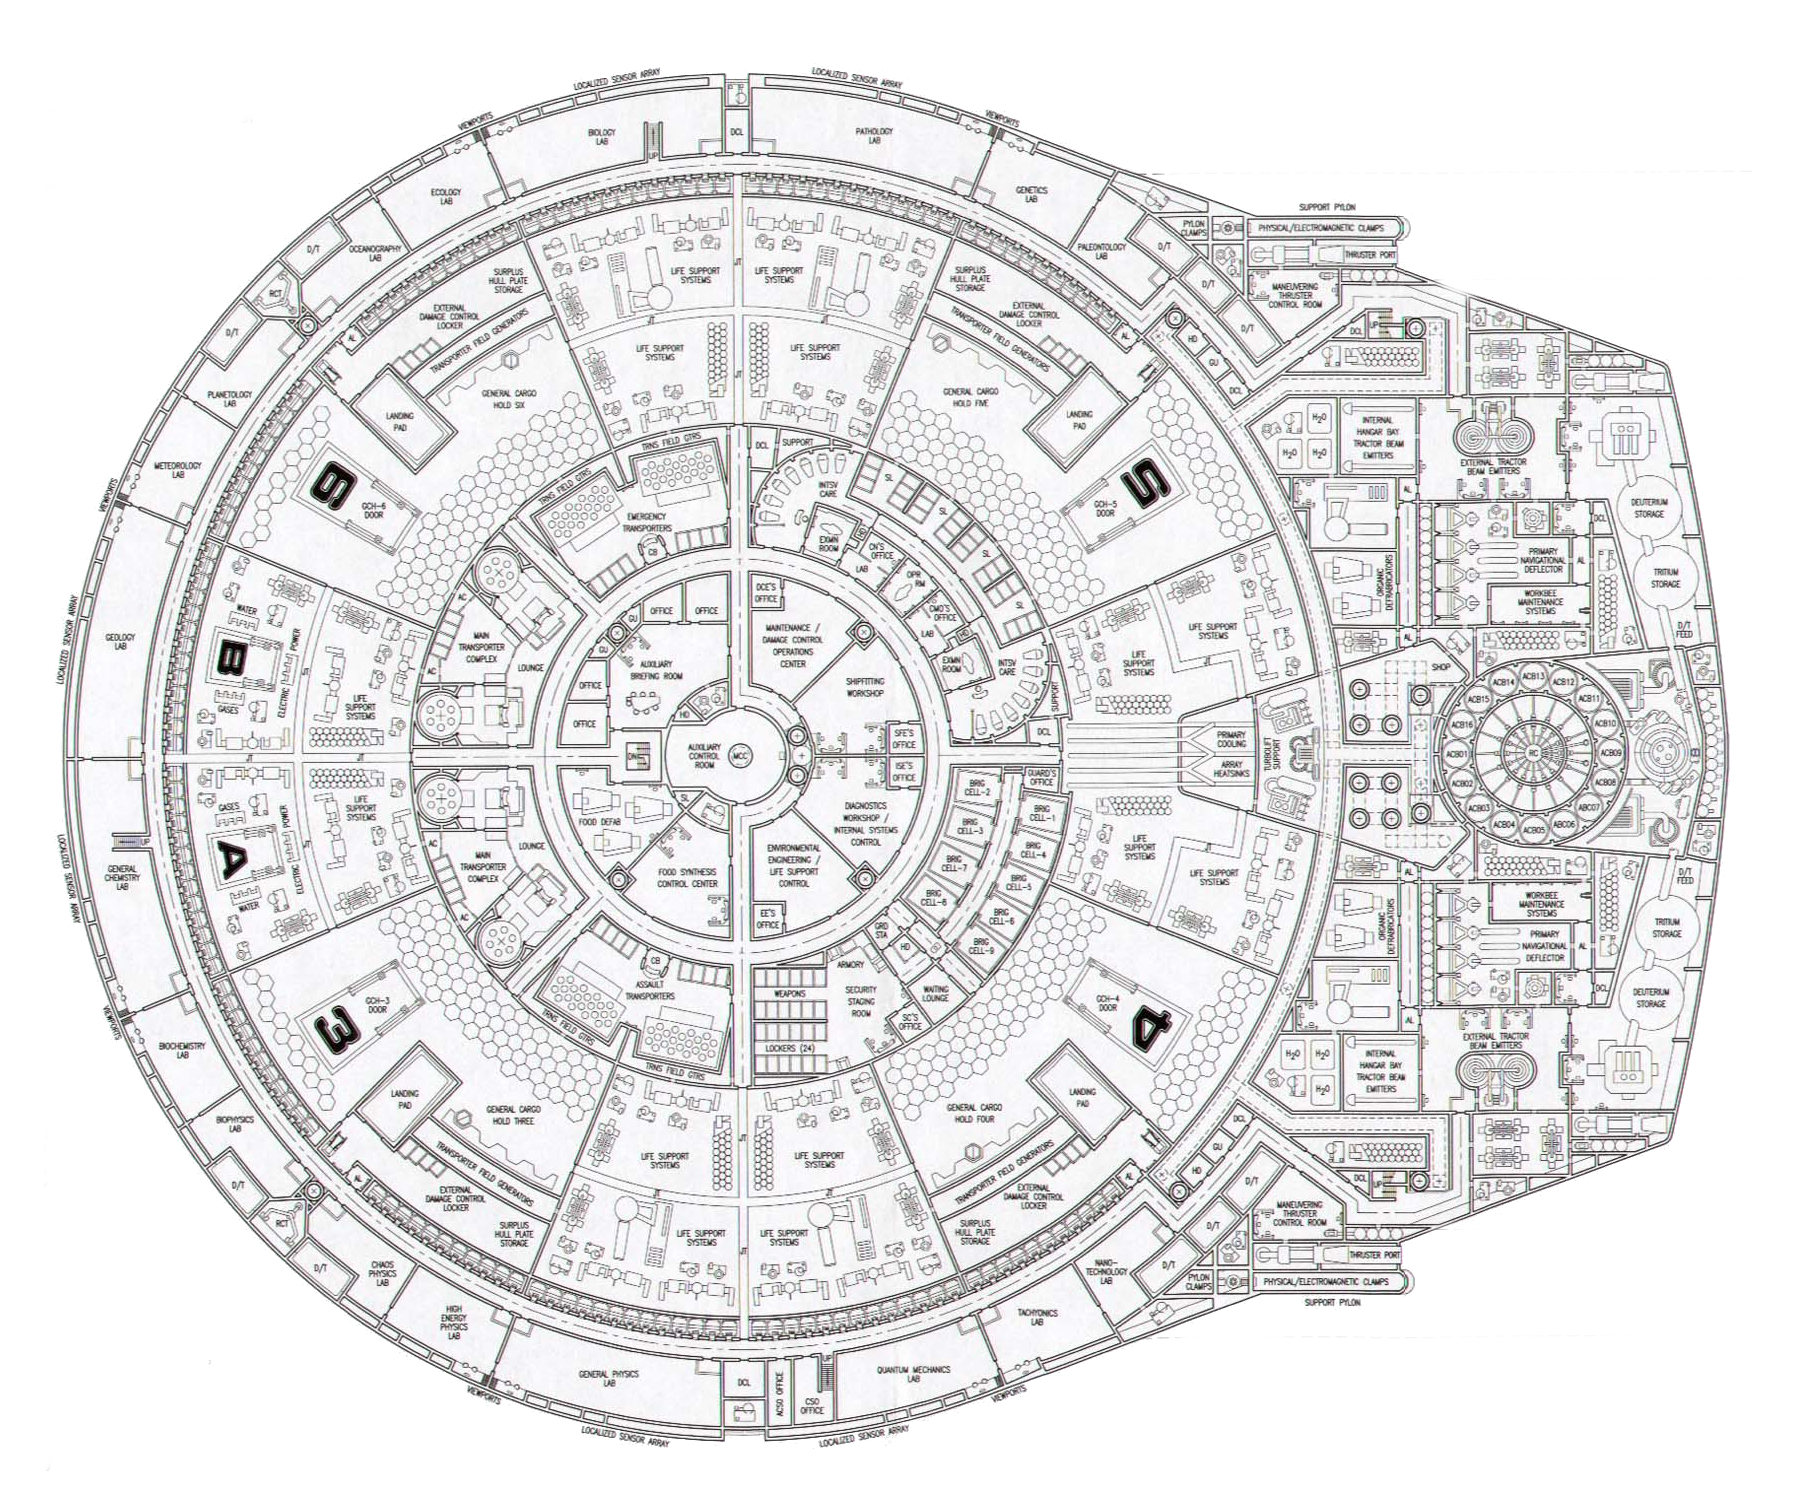 LOCALIZED SENSOR ARRAY
LOCALIZED SENSOR ARRAY
VIEWPORTS
VIEWPORTS
BIOLOGY
LAB
UP
DCL
PATHOLOGY
LAB
ECOLOGY
LAB
GENETICS
LAB
OCEANOGRAPHY
LAB
D/T
RCT
D/T
PALEONTOLOGY
LAB
D/T
D/T
D/T
PYLON
CLAMPS
SUPPORT PYLON
PHYSICAL/ELECTROMAGNETIC CLAMPS
THRUSTER PORT
MANEUVERING
THRUSTER
CONTROL ROOM
SURPLUS
HULL PLATE
STORAGE
EXTERNAL
DAMAGE CONTROL
LOCKER
TRANSPORTER FIELD GENERATORS
AL
LIFE SUPPORT
SYSTEMS
JT
LIFE SUPPORT
SYSTEMS
JT
JT
LIFE SUPPORT
SYSTEMS
JT
LIFE SUPPORT
SYSTEMS
SURPLUS
HULL PLATE
STORAGE
EXTERNAL
DAMAGE CONTROL
LOCKER
TRANSPORTER FIELD GENERATORS
AL
HD
GU
DCL
DCL
UP
PLANETOLOGY
LAB
METEOROLOGY
LAB
VIEWPORTS
LANDING
PAD
GENERAL CARGO
HOLD SIX
6
GCH-6
DOOR
GENERAL CARGO
HOLD FIVE
LANDING
PAD
5
GCH-5
DOOR
H2O
H2O
H2O
INTERNAL
HANGAR BAY
TRACTOR BEAM
EMITTERS
EXTERNAL TRACTOR
BEAM EMITTERS
AL
DEUTERIUM
STORAGE
DCL
PRIMARY
NAVIGATIONAL
DEFLECTOR
AL
TRITIUM
STORAGE
ORGANIC
DEFRABRICATORS
WORKBEE
MAINTENANCE
SYSTEMS
AL
D/T
FEED
SHOP
TRNS FIELD GTRS
TRNS FIELD GTRS
EMERGENCY
TRANSPORTERS
CB
DCL
SUPPORT
INTSV
CARE
SL
SL
SL
SL
EXMN
ROOM
HD
CN'S
OFFICE
LAB
OPR
RM
CMO'S
OFFICE
LAB
HD
EXMN
ROOM
INTSV
CARE
SUPPORT
DCL
LOCALIZED SENSOR ARRAY
GEOLOGY
LAB
WATER
B
POWER
ELECTRIC
GASES
JT
LIFE
SUPPORT
SYSTEMS
JT
JT
AC
AC
MAIN
TRANSPORTER
COMPLEX
LOUNGE
OFFICE
OFFICE
GU
GU
OFFICE
OFFICE
AUXILIARY
BRIEFING ROOM
HD
DN
AUXILIARY
CONTROL
ROOM
MCC
DCE'S
OFFICE
MAINTENANCE /
DAMAGE CONTROL
OPERATIONS
CENTER
SHIPFITTING
WORKSHOP
SFE'S
OFFICE
ISE'S
OFFICE
LIFE
SUPPORT
SYSTEMS
LIFE SUPPORT
SYSTEMS
JT
PRIMARY
COOLING
ARRAY
HEATSINKS
TURBOLIFT
SUPPORT
ACB13
ACB14
ACB12
ACB15
ACB11
ACB16
ACB10
ACB01
RC
ACB09
ACB02
ACB08
ACB03
ABC07
ACB04
ACB05
ABC06
LOCALIZED SENSOR ARRAY
UP
GENERAL
CHEMISTRY
LAB
GASES
POWER
A
ELECTRIC
WATER
LIFE
SUPPORT
SYSTEMS
AC
AC
MAIN
TRANSPORTER
COMPLEX
LOUNGE
FOOD DEFAB
SL
FOOD SYNTHESIS
CONTROL CENTER
DIAGNOSTICS
WORKSHOP /
INTERNAL SYSTEMS
CONTROL
ENVIRONMENTAL
ENGINEERING /
LIFE SUPPORT
CONTROL
EE'S
OFFICE
GUARD'S
OFFICE
BRIG
CELL-2
BRIG
CELL-1
BRIG
CELL-3
BRIG
CELL-4
BRIG
CELL-7
BRIG
CELL-5
BRIG
CELL-8
BRIG
CELL-6
BRIG
CELL-9
GRD
STA
HD
WAITING
LOUNGE
SC'S
OFFICE
ARMORY
SECURITY
STAGING
ROOM
WEAPONS
LOCKERS (24)
LIFE
SUPPORT
SYSTEMS
LIFE SUPPORT
SYSTEMS
JT
CB
ASSAULT
TRANSPORTERS
TRNS FIELD GTRS
TRNS FIELD GTRS
AL
D/T
FEED
ORGANIC
DEFRABRICATORS
WORKBEE
MAINTENANCE
SYSTEMS
PRIMARY
NAVIGATIONAL
DEFLECTOR
AL
TRITIUM
STORAGE
DCL
DEUTERIUM
STORAGE
AL
EXTERNAL TRACTOR
BEAM EMITTERS
H2O
H2O
H2O
INTERNAL
HANGAR BAY
TRACTOR BEAM
EMITTERS
VIEWPORTS
BIOCHEMISTRY
LAB
BIOPHYSICS
LAB
GCH-3
DOOR
3
LANDING
PAD
GENERAL CARGO
HOLD THREE
GCH-4
DOOR
4
LANDING
PAD
GENERAL CARGO
HOLD FOUR
DCL
GU
HD
DCL
UP
TRANSPORTER FIELD GENERATORS
AL
EXTERNAL
DAMAGE CONTROL
LOCKER
SURPLUS
HULL PLATE
STORAGE
LIFE SUPPORT
SYSTEMS
JT
JT
LIFE SUPPORT
SYSTEMS
JT
LIFE SUPPORT
SYSTEMS
JT
LIFE SUPPORT
SYSTEMS
TRANSPORTER FIELD GENERATORS
AL
EXTERNAL
DAMAGE CONTROL
LOCKER
SURPLUS
HULL PLATE
STORAGE
D/T
RCT
D/T
CHAOS
PHYSICS
LAB
HIGH
ENERGY
PHYSICS
LAB
GENERAL PHYSICS
LAB
DCL
ACSO OFFICE
UP
CSO
OFFICE
QUANTUM MECHANICS
LAB
TACHYONICS
LAB
NANO-
TECHNOLOGY
LAB
D/T
D/T
D/T
MANEUVERING
THRUSTER
CONTROL ROOM
THRUSTER PORT
PYLON
CLAMPS
PHYSICAL/ELECTROMAGNETIC CLAMPS
SUPPORT PYLON
VIEWPORTS
VIEWPORTS
LOCALIZED SENSOR ARRAY
LOCALIZED SENSOR ARRAY